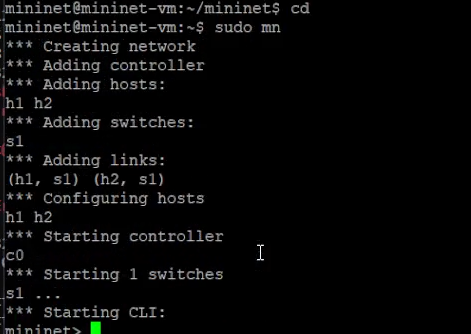 mininet@mininet-vm:~/mininet$ cd
mininet@mininet-vm:~$ sudo mn
*** Creating network
*** Adding controller
*** Adding hosts:
h1 h2
*** Adding switches:
s1
*** Adding links:
(h1, s1) (h2, s1)
*** Configuring hosts
h1 h2
*** Starting controller
c0
*** Starting 1 switches
s1 ...
*** Starting CLI:
mininet>